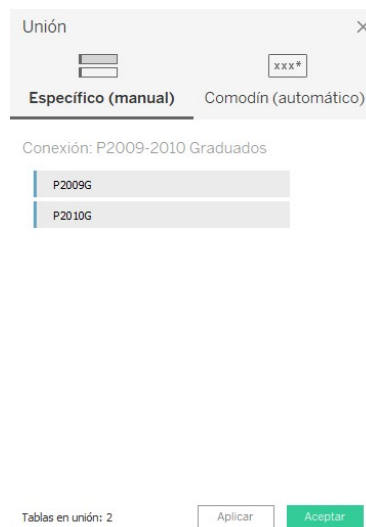 Unión
xxx*
Específico (manual) Comodín (automático)
Conexión: P2009-2010 Graduados
P2009G
P2010G
Tablas en unión: 2 Aplicar Aceptar